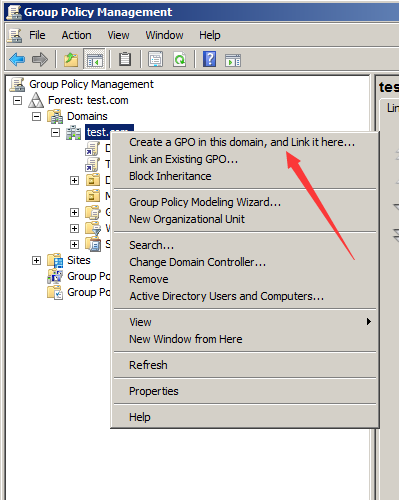 Group Policy Management
File Action View Window Help
Group Policy Management
Forest: test.com
Domains
test.com
Create a GPO in this domain, and Link it here...
Link an Existing GPO...
Block Inheritance
Group Policy Modeling Wizard...
New Organizational Unit
Search...
Change Domain Controller...
Remove
Active Directory Users and Computers...
View
New Window from Here
Refresh
Properties
Help
Sites
Group Po
Group Po
tes
Li
D
T
D
M
G
W
S